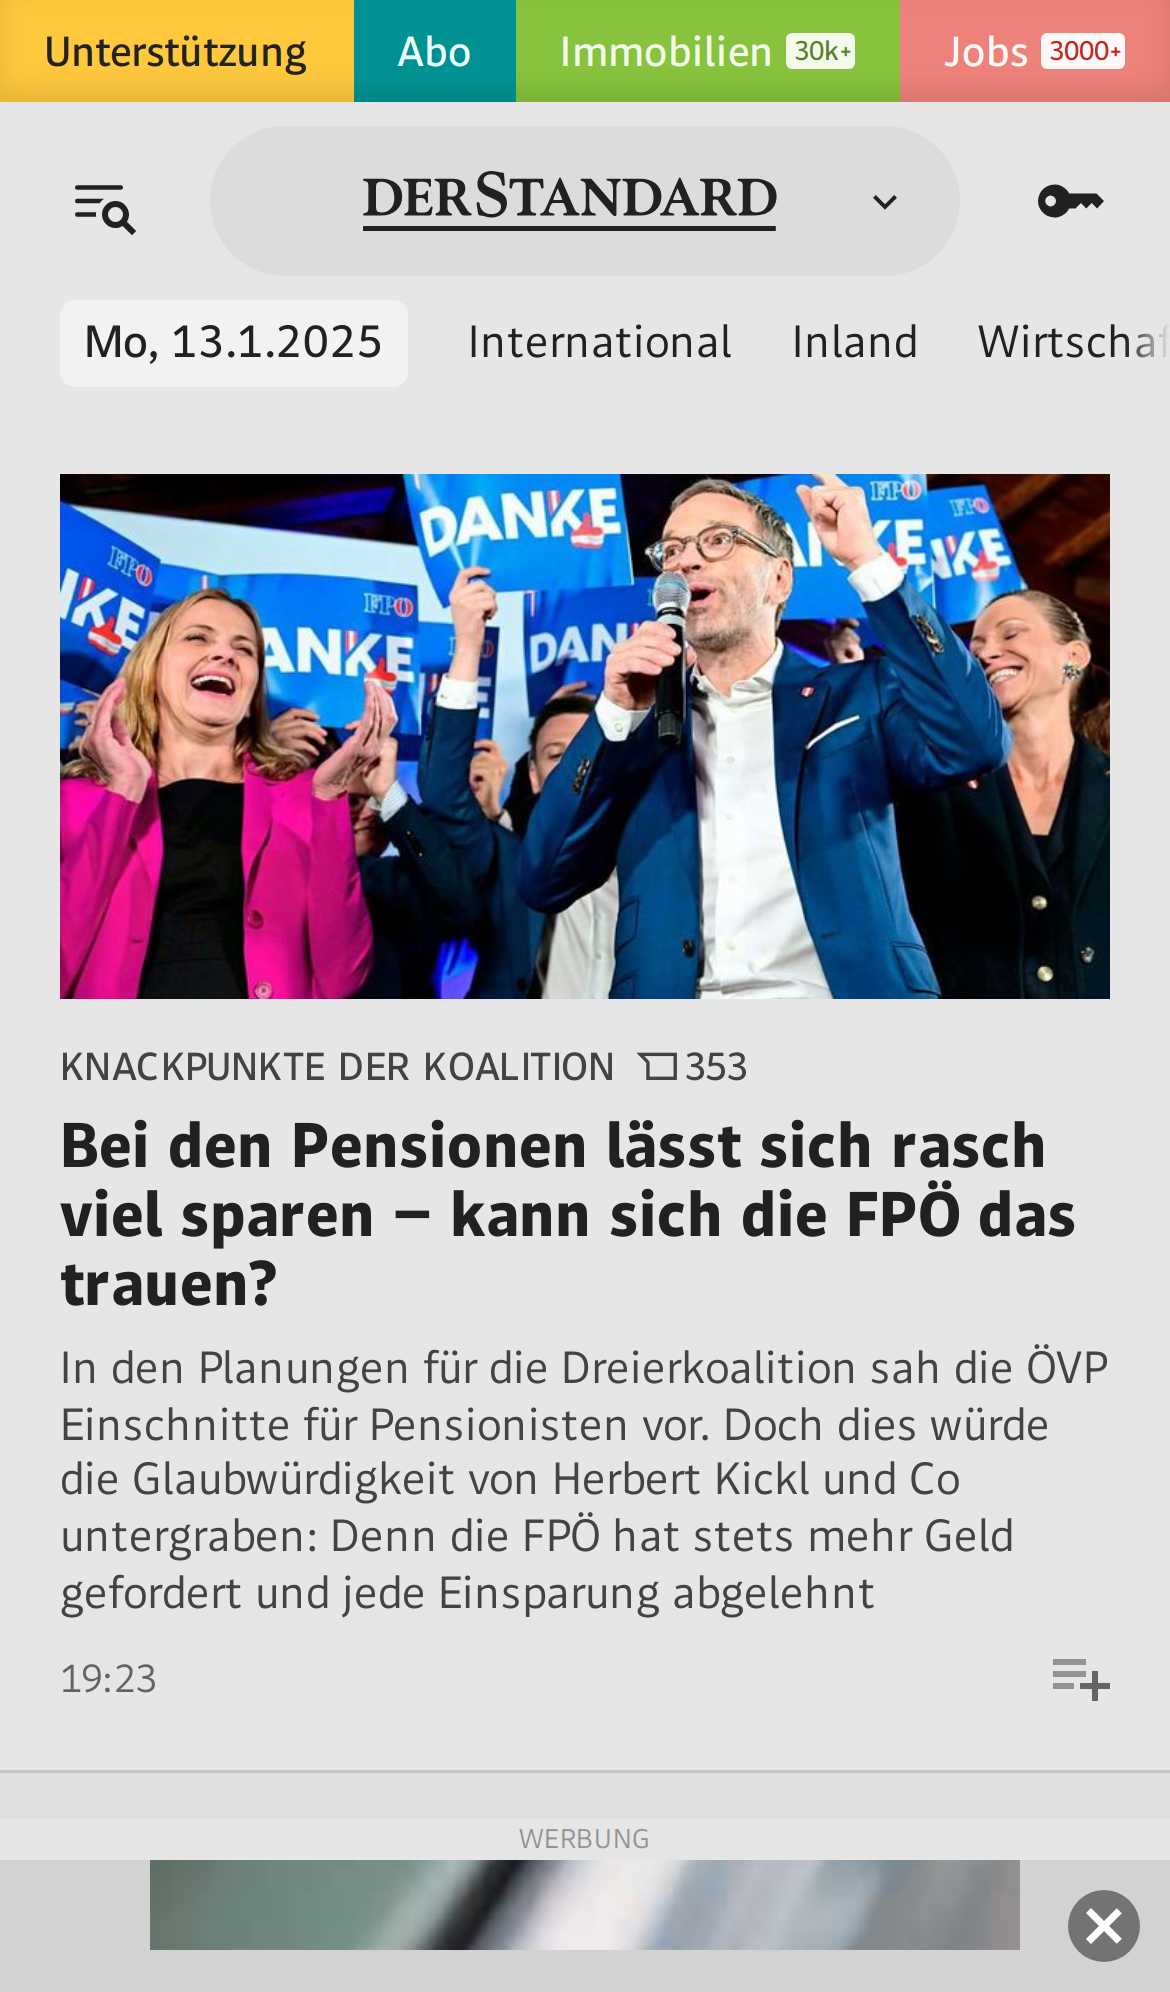 Unterstützung Abo Immobilien 30k+ Jobs 3000+
DERSTANDARD
Mo, 13.1.2025 International Inland Wirtschaf
DANKE
FPÖ
FPÖ
FPÖ
FPÖ
ANKE
DAN
KNACKPUNKTE DER KOALITION 353
Bei den Pensionen lässt sich rasch
viel sparen – kann sich die FPÖ das
trauen?
In den Planungen für die Dreierkoalition sah die ÖVP
Einschnitte für Pensionisten vor. Doch dies würde
die Glaubwürdigkeit von Herbert Kickl und Co
untergraben: Denn die FPÖ hat stets mehr Geld
gefordert und jede Einsparung abgelehnt
19:23
WERBUNG